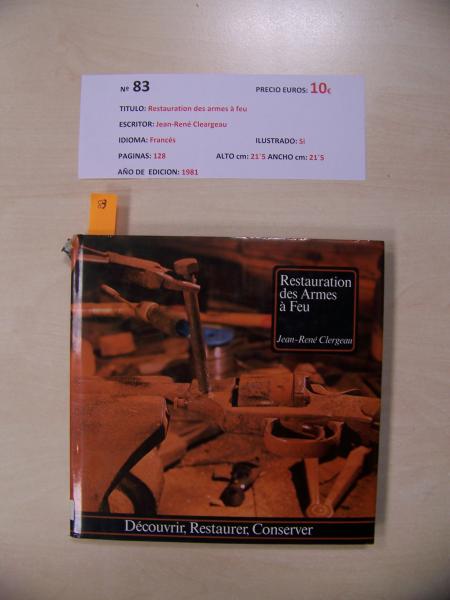 Nº 83 PRECIO EUROS: 10€
TITULO: Restauration des armes à feu
ESCRITOR: Jean-René Cleargeau
IDIOMA: Francés ILUSTRADO: Si
PAGINAS: 128 ALTO cm: 21´5 ANCHO cm: 21´5
AÑO DE EDICION: 1981
83
Restauration
des Armes
à Feu
Jean-René Clergeau
Découvrir, Restaurer, Conserver